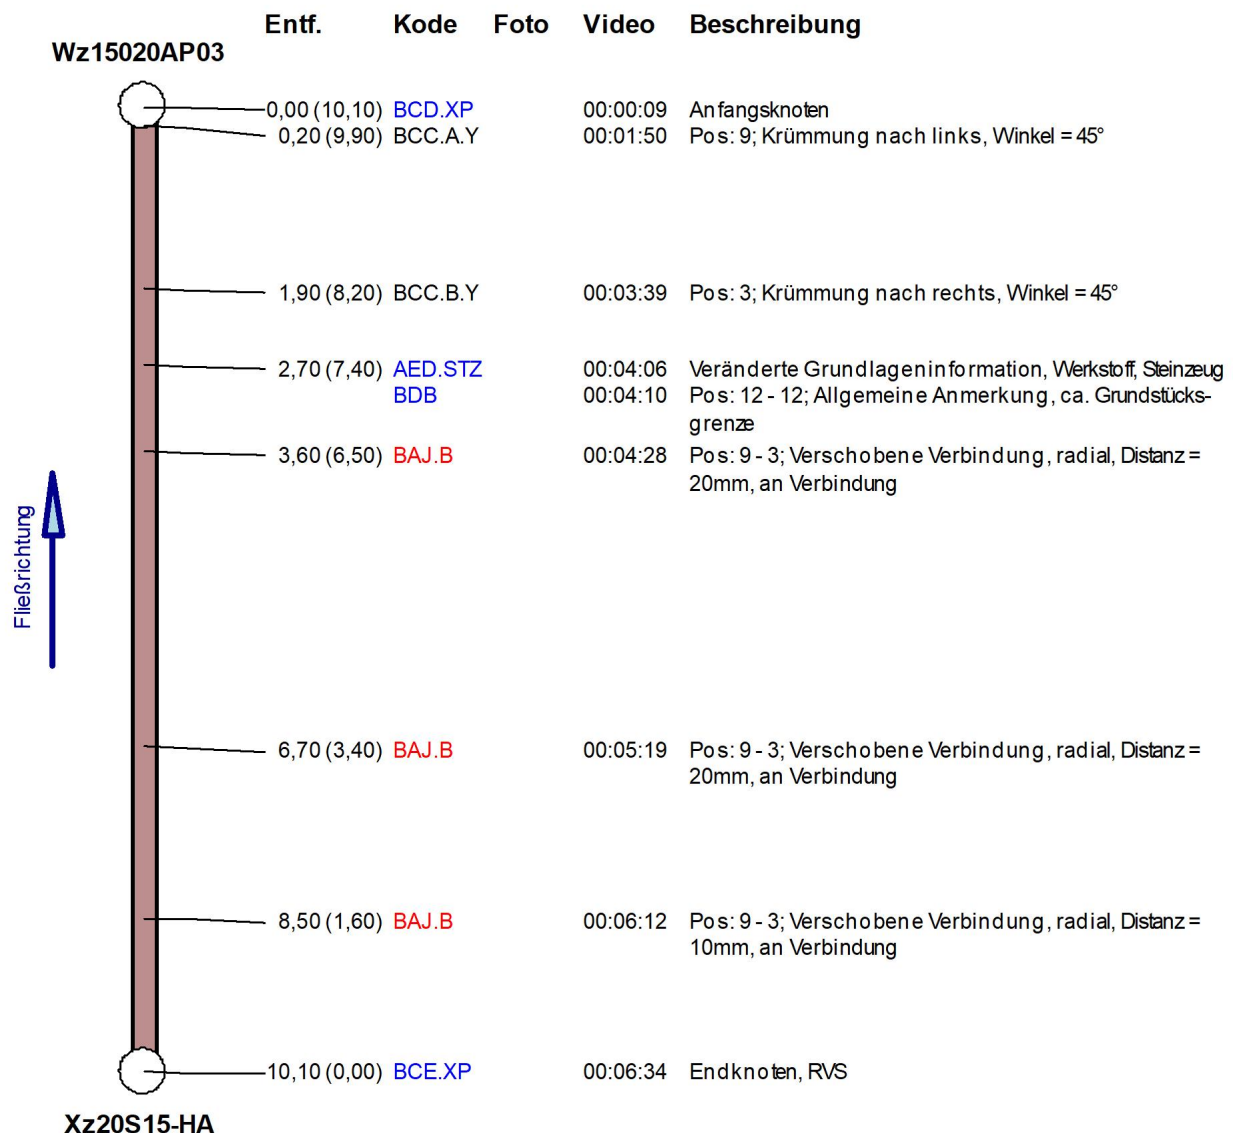 Entf. Kode Foto Video Beschreibung
Wz15020AP03
0,00 (10,10) BCD.XP 00:00:09 Anfangsknoten
0,20 (9,90) BCC.A.Y 00:01:50 Pos: 9; Krümmung nach links, Winkel = 45°
1,90 (8,20) BCC.B.Y 00:03:39 Pos: 3; Krümmung nach rechts, Winkel = 45°
2,70 (7,40) AED.STZ 00:04:06 Veränderte Grundlageninformation, Werkstoff, Steinzeug
BDB 00:04:10 Pos: 12 - 12; Allgemeine Anmerkung, ca. Grundstücks-
grenze
3,60 (6,50) BAJ.B 00:04:28 Pos: 9 - 3; Verschobene Verbindung, radial, Distanz =
20mm, an Verbindung
Fließrichtung
6,70 (3,40) BAJ.B 00:05:19 Pos: 9 - 3; Verschobene Verbindung, radial, Distanz =
20mm, an Verbindung
8,50 (1,60) BAJ.B 00:06:12 Pos: 9 - 3; Verschobene Verbindung, radial, Distanz =
10mm, an Verbindung
10,10 (0,00) BCE.XP 00:06:34 Endknoten, RVS
Xz20S15-HA